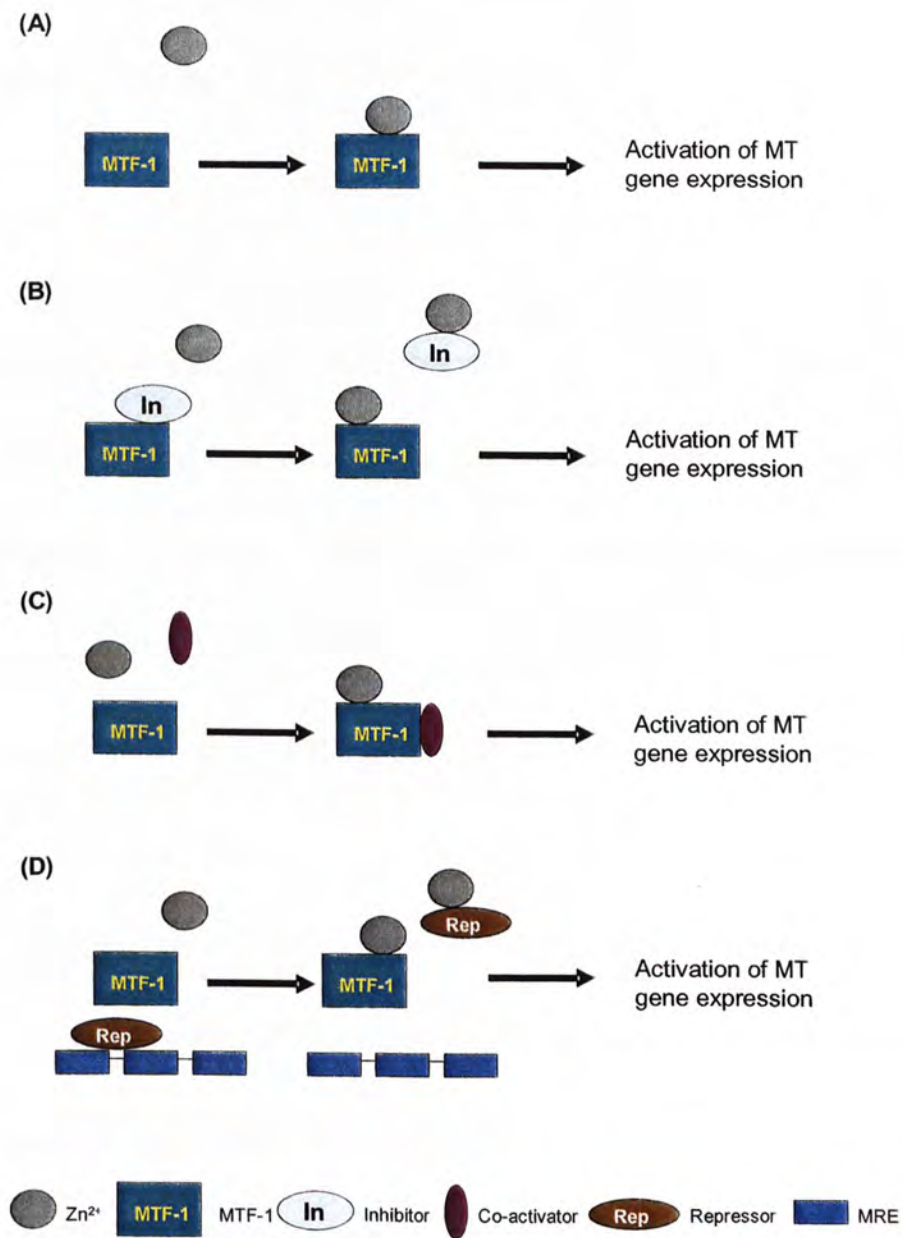 (A)
MTF-1
MTF-1
Activation of MT
gene expression
(B)
In
In
MTF-1
MTF-1
Activation of MT
gene expression
(C)
MTF-1
MTF-1
Activation of MT
gene expression
(D)
Rep
MTF-1
MTF-1
Activation of MT
gene expression
Rep
Zn²⁺ MTF-1 MTF-1 In Inhibitor Co-activator Rep Repressor MRE